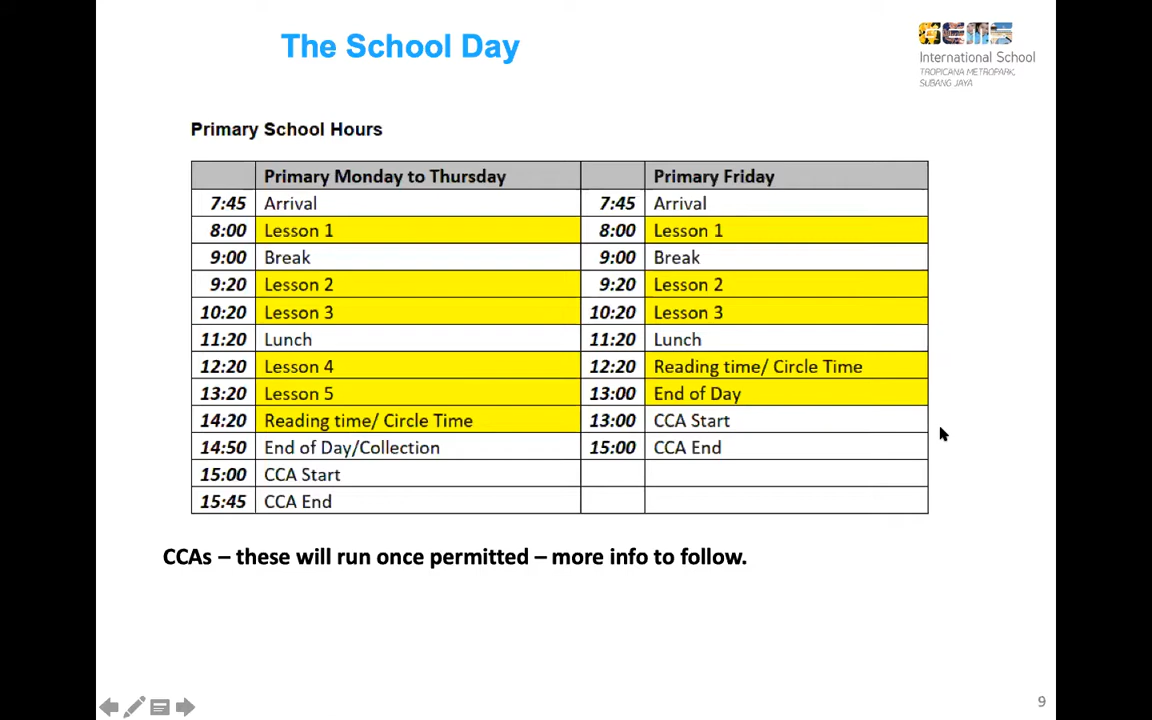 The School Day
GEMS
International School
TROPICANA METROPARK,
SUBANG JAYA
Primary School Hours
Primary Monday to Thursday Primary Friday
7:45 Arrival 7:45 Arrival
8:00 Lesson 1 8:00 Lesson 1
9:00 Break 9:00 Break
9:20 Lesson 2 9:20 Lesson 2
10:20 Lesson 3 10:20 Lesson 3
11:20 Lunch 11:20 Lunch
12:20 Lesson 4 12:20 Reading time/ Circle Time
13:20 Lesson 5 13:00 End of Day
14:20 Reading time/ Circle Time 13:00 CCA Start
14:50 End of Day/Collection 15:00 CCA End
15:00 CCA Start
15:45 CCA End
CCAs – these will run once permitted – more info to follow.
9